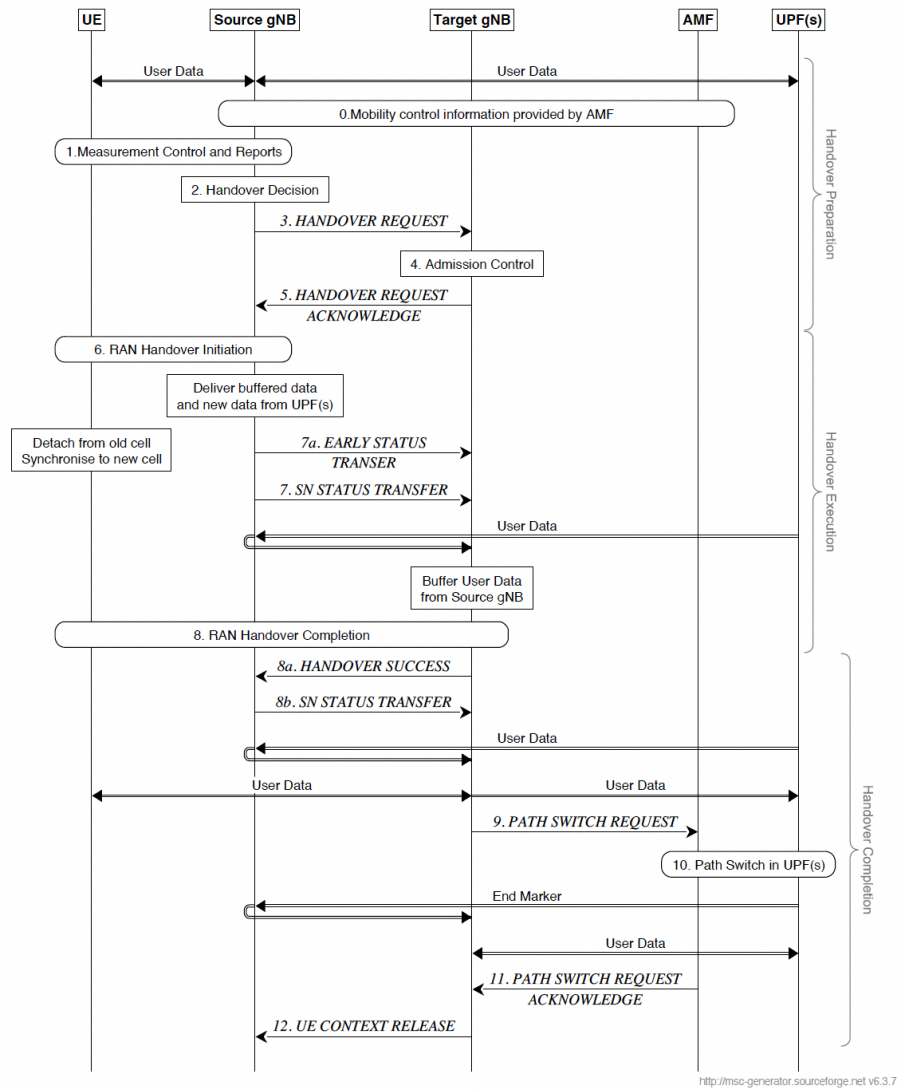 UE
Source gNB
Target gNB
AMF
UPF(s)
User Data
User Data
0.Mobility control information provided by AMF
1.Measurement Control and Reports
2. Handover Decision
3. HANDOVER REQUEST
4. Admission Control
5. HANDOVER REQUEST
ACKNOWLEDGE
Handover Preparation
6. RAN Handover Initiation
Deliver buffered data
and new data from UPF(s)
Detach from old cell
Synchronise to new cell
7a. EARLY STATUS
TRANSER
7. SN STATUS TRANSFER
User Data
Buffer User Data
from Source gNB
8. RAN Handover Completion
Handover Execution
8a. HANDOVER SUCCESS
8b. SN STATUS TRANSFER
User Data
User Data
User Data
9. PATH SWITCH REQUEST
10. Path Switch in UPF(s)
End Marker
User Data
11. PATH SWITCH REQUEST
ACKNOWLEDGE
12. UE CONTEXT RELEASE
Handover Completion
http://msc-generator.sourceforge.net v6.3.7